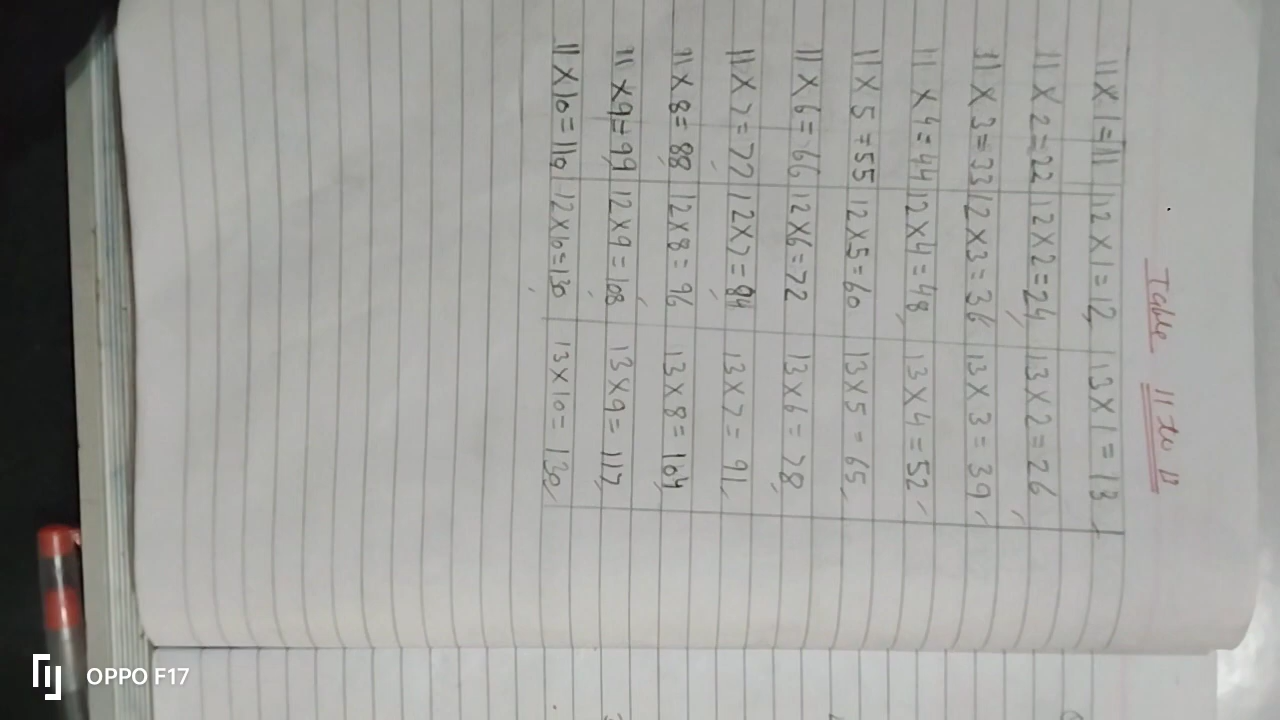 Table 11 to 13
11 X 1 = 11 12 X 1 = 12 13 X 1 = 13
11 X 2 = 22 12 X 2 = 24 13 X 2 = 26
11 X 3 = 33 12 X 3 = 36 13 X 3 = 39
11 X 4 = 44 12 X 4 = 48 13 X 4 = 52
11 X 5 = 55 12 X 5 = 60 13 X 5 = 65
11 X 6 = 66 12 X 6 = 72 13 X 6 = 78
11 X 7 = 77 12 X 7 = 84 13 X 7 = 91
11 X 8 = 88 12 X 8 = 96 13 X 8 = 104
11 X 9 = 99 12 X 9 = 108 13 X 9 = 117
11 X 10 = 110 12 X 10 = 130 13 X 10 = 130
OPPO F17